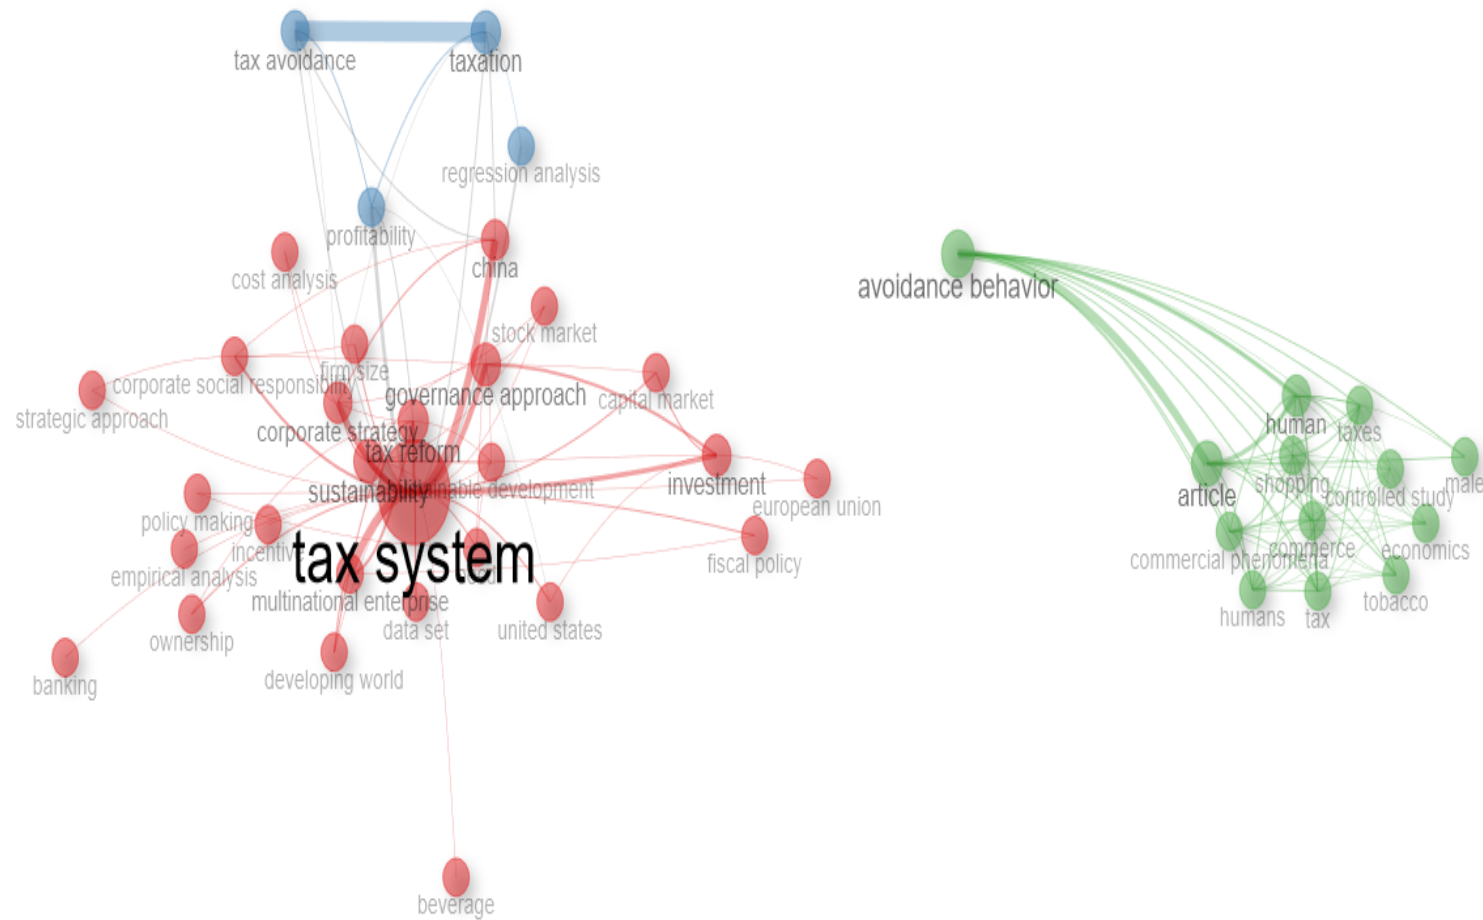 tax avoidance
taxation
regression analysis
profitability
cost analysis
china
avoidance behavior
stock market
firm size
corporate social responsibility
governance approach
capital market
strategic approach
corporate strategy
tax reform
human
taxes
sustainability
investment
shopping
controlled study
male
article
european union
policy making
incentive
tax system
empirical analysis
fiscal policy
commercial phenomena
commerce
economics
multinational enterprise
data set
united states
ownership
humans
tax
tobacco
banking
developing world
beverage